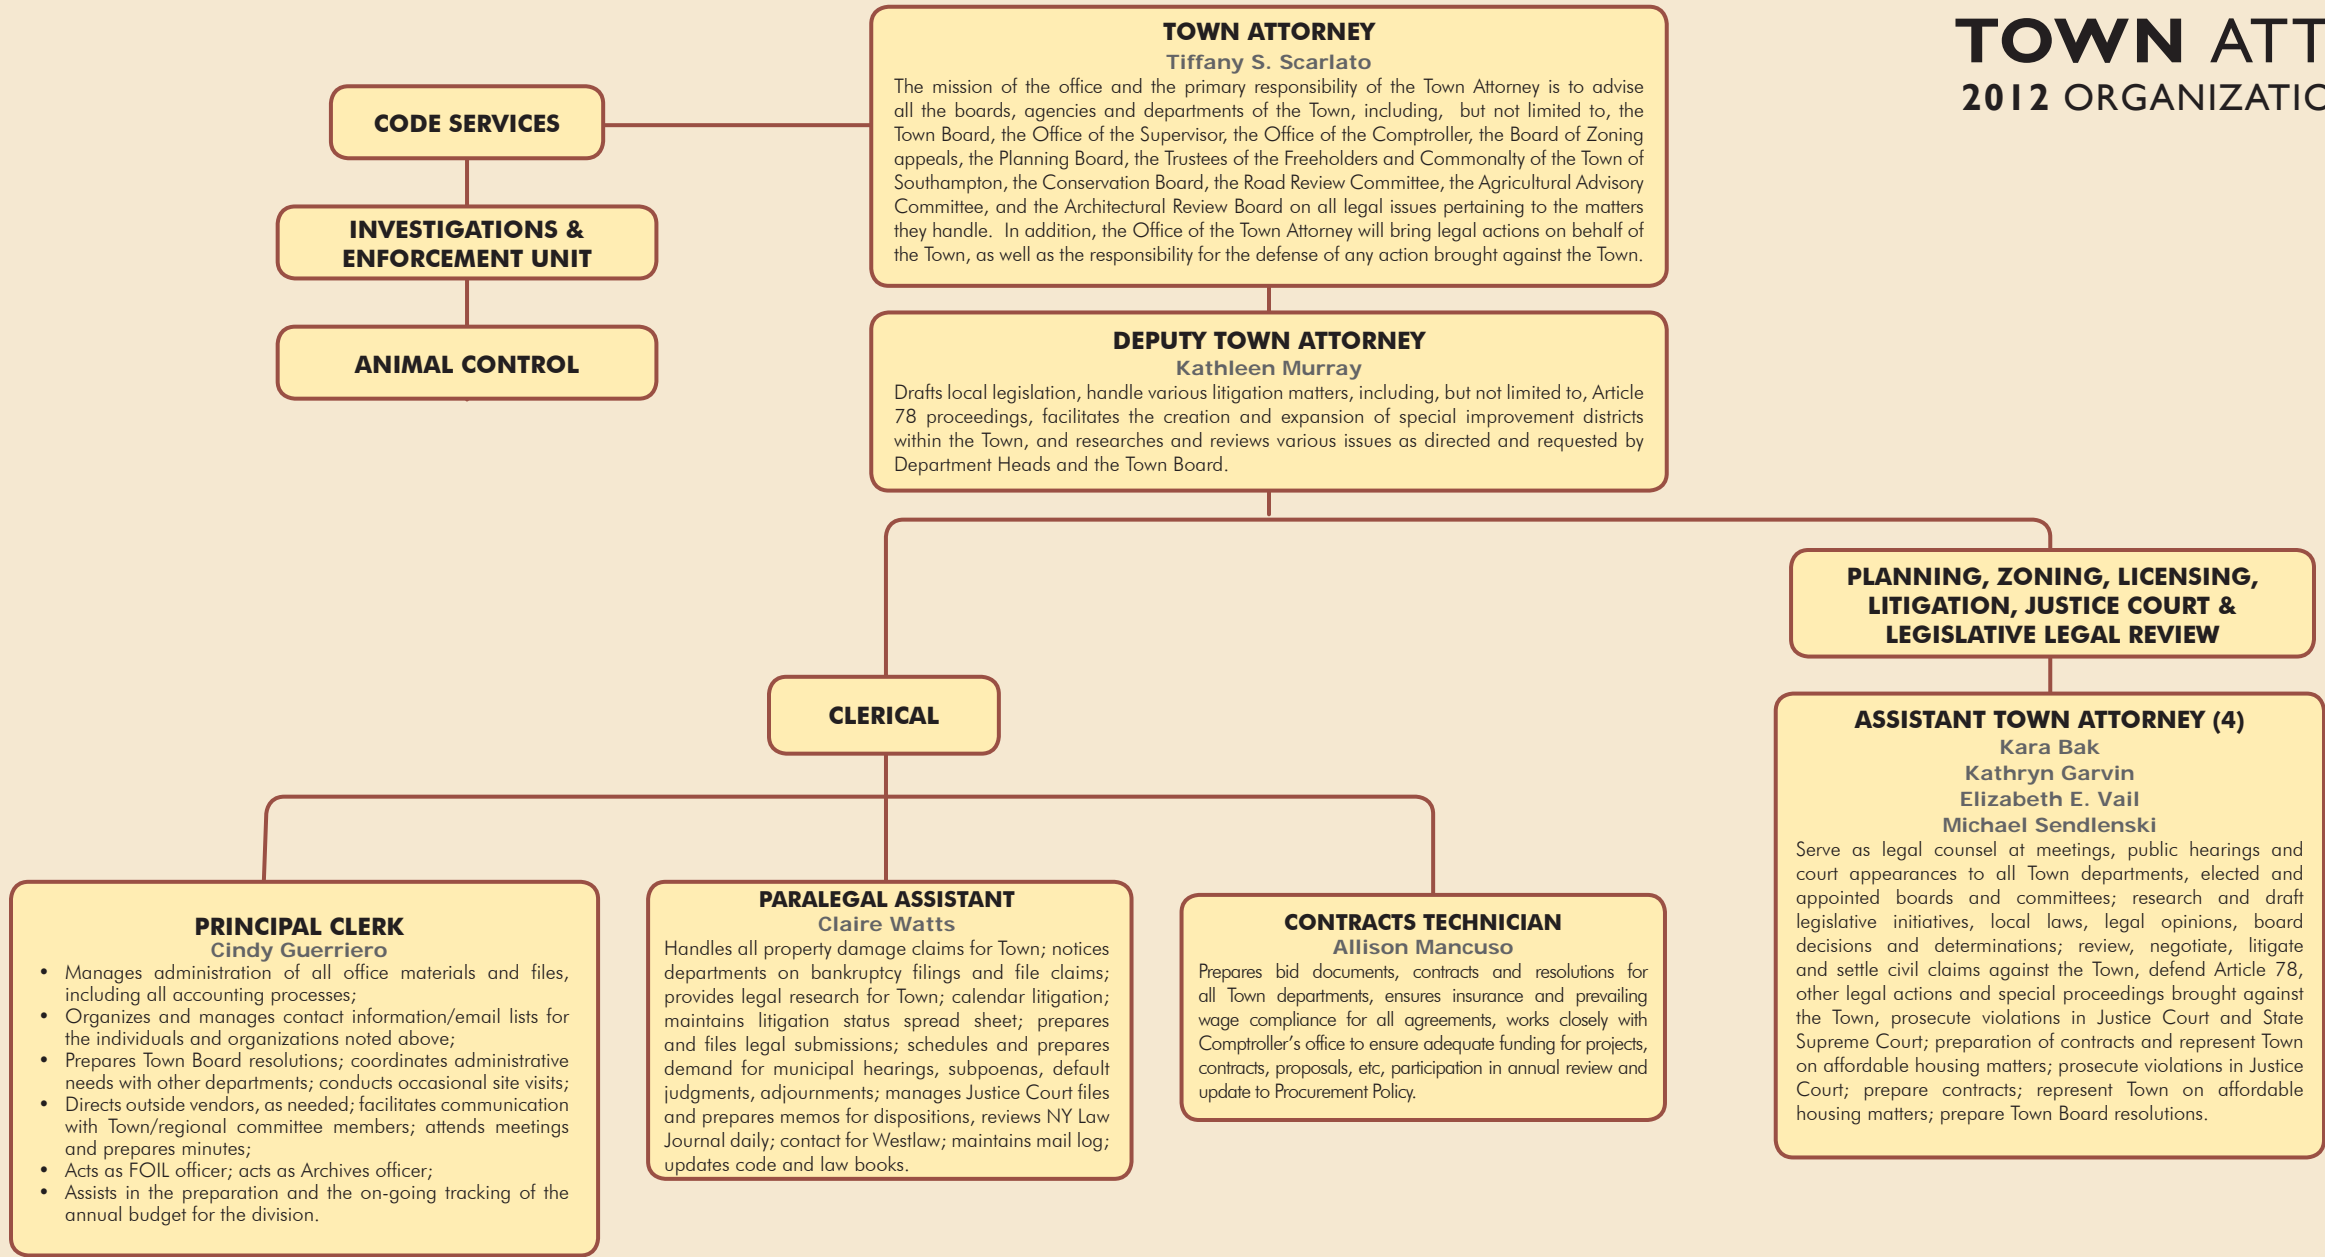 TOWN ATT
2012 ORGANIZATIO
TOWN ATTORNEY
Tiffany S. Scarlato
The mission of the office and the primary responsibility of the Town Attorney is to advise
all the boards, agencies and departments of the Town, including, but not limited to, the
Town Board, the Office of the Supervisor, the Office of the Comptroller, the Board of Zoning
appeals, the Planning Board, the Trustees of the Freeholders and Commonalty of the Town of
Southampton, the Conservation Board, the Road Review Committee, the Agricultural Advisory
Committee, and the Architectural Review Board on all legal issues pertaining to the matters
they handle. In addition, the Office of the Town Attorney will bring legal actions on behalf of
the Town, as well as the responsibility for the defense of any action brought against the Town.
CODE SERVICES
INVESTIGATIONS &
ENFORCEMENT UNIT
ANIMAL CONTROL
DEPUTY TOWN ATTORNEY
Kathleen Murray
Drafts local legislation, handle various litigation matters, including, but not limited to, Article
78 proceedings, facilitates the creation and expansion of special improvement districts
within the Town, and researches and reviews various issues as directed and requested by
Department Heads and the Town Board.
PLANNING, ZONING, LICENSING,
LITIGATION, JUSTICE COURT &
LEGISLATIVE LEGAL REVIEW
CLERICAL
ASSISTANT TOWN ATTORNEY (4)
Kara Bak
Kathryn Garvin
Elizabeth E. Vail
Michael Sendlenski
Serve as legal counsel at meetings, public hearings and
court appearances to all Town departments, elected and
appointed boards and committees; research and draft
legislative initiatives, local laws, legal opinions, board
decisions and determinations; review, negotiate, litigate
and settle civil claims against the Town, defend Article 78,
other legal actions and special proceedings brought against
the Town, prosecute violations in Justice Court and State
Supreme Court; preparation of contracts and represent Town
on affordable housing matters; prosecute violations in Justice
Court; prepare contracts; represent Town on affordable
housing matters; prepare Town Board resolutions.
PRINCIPAL CLERK
Cindy Guerriero
• Manages administration of all office materials and files,
including all accounting processes;
• Organizes and manages contact information/email lists for
the individuals and organizations noted above;
• Prepares Town Board resolutions; coordinates administrative
needs with other departments; conducts occasional site visits;
• Directs outside vendors, as needed; facilitates communication
with Town/regional committee members; attends meetings
and prepares minutes;
• Acts as FOIL officer; acts as Archives officer;
• Assists in the preparation and the on-going tracking of the
annual budget for the division.
PARALEGAL ASSISTANT
Claire Watts
Handles all property damage claims for Town; notices
departments on bankruptcy filings and file claims;
provides legal research for Town; calendar litigation;
maintains litigation status spread sheet; prepares
and files legal submissions; schedules and prepares
demand for municipal hearings, subpoenas, default
judgments, adjournments; manages Justice Court files
and prepares memos for dispositions, reviews NY Law
Journal daily; contact for Westlaw; maintains mail log;
updates code and law books.
CONTRACTS TECHNICIAN
Allison Mancuso
Prepares bid documents, contracts and resolutions for
all Town departments, ensures insurance and prevailing
wage compliance for all agreements, works closely with
Comptroller's office to ensure adequate funding for projects,
contracts, proposals, etc, participation in annual review and
update to Procurement Policy.